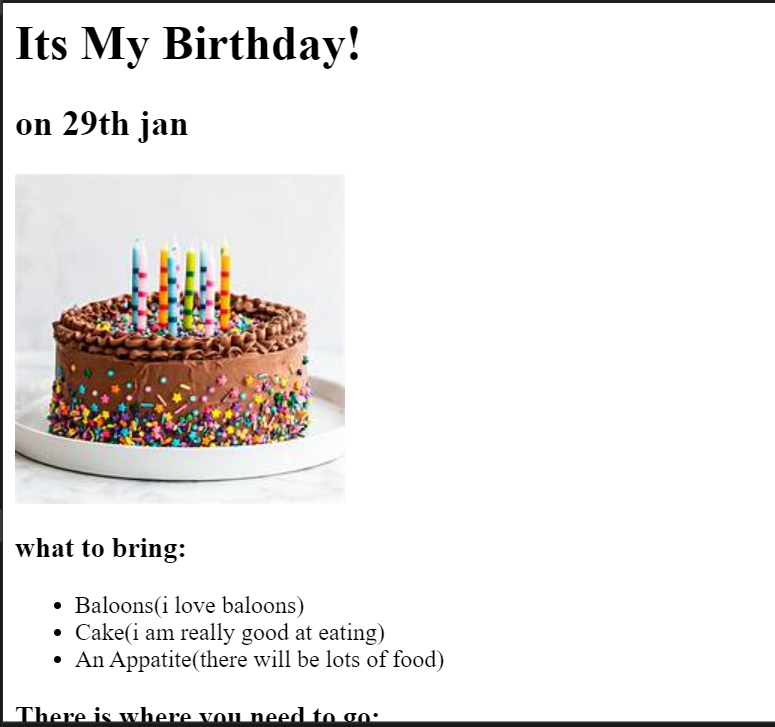 Its My Birthday!
on 29th jan
what to bring:
Baloons(i love baloons)
Cake(i am really good at eating)
An Appatite(there will be lots of food)
There is where you need to go: